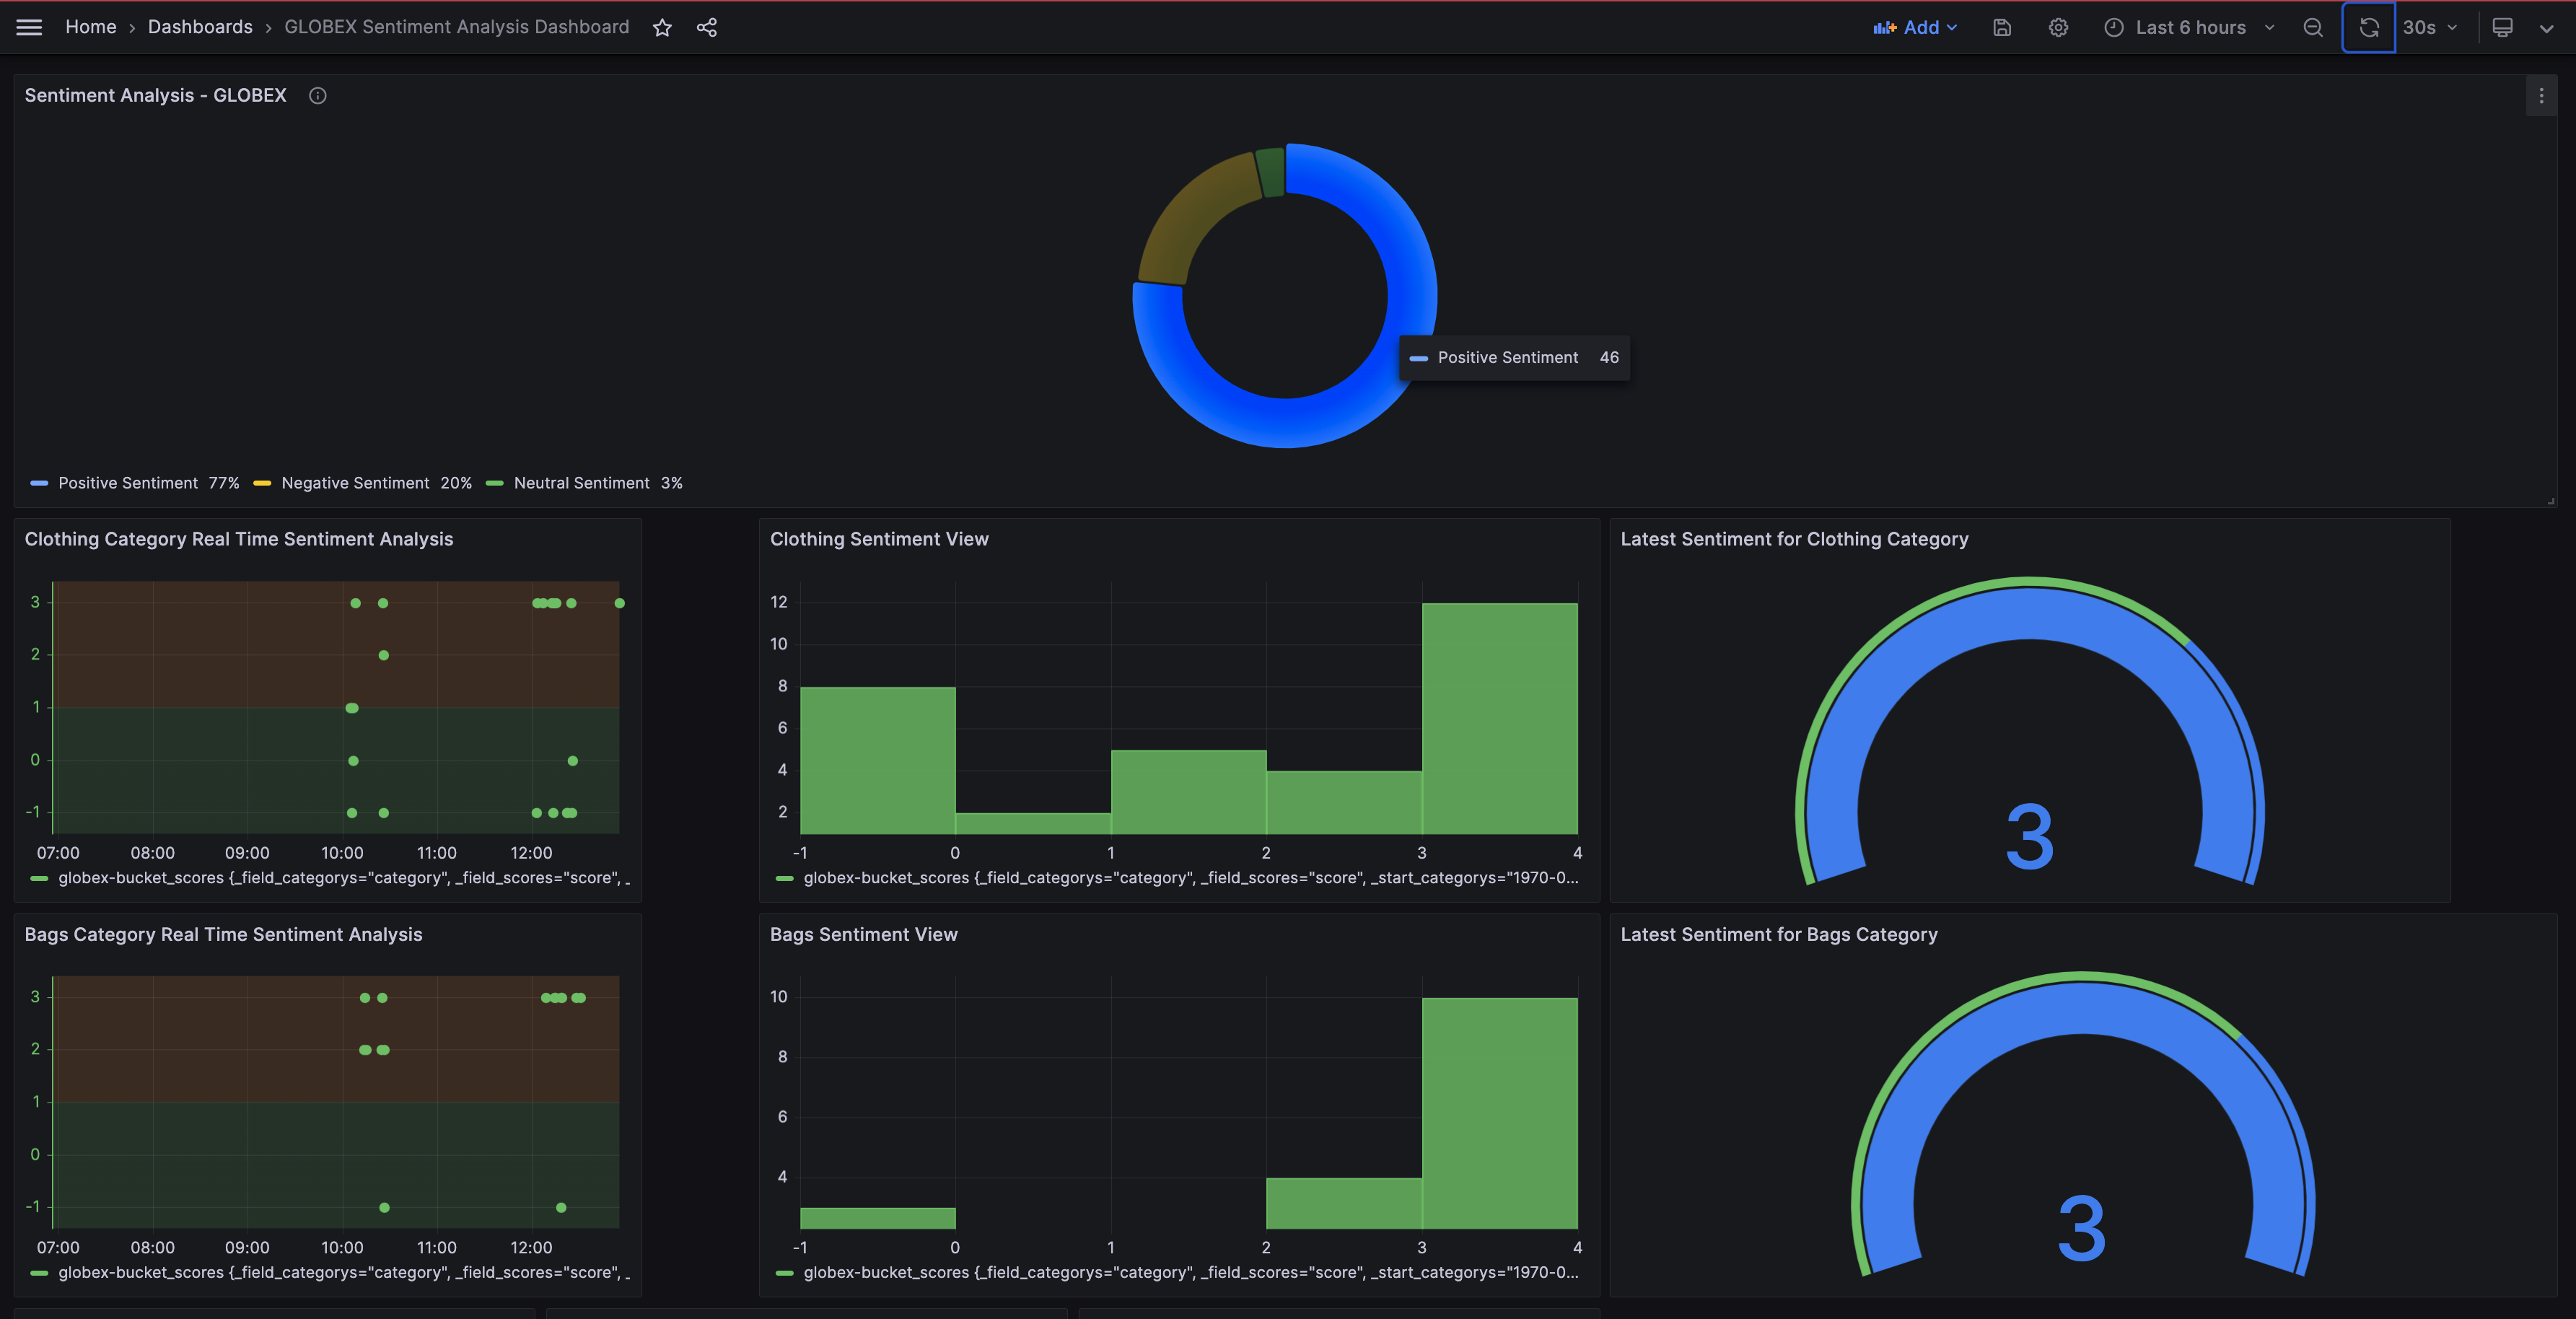 Home › Dashboards › GLOBEX Sentiment Analysis Dashboard
Add
Last 6 hours
30s
Sentiment Analysis - GLOBEX
Positive Sentiment 46
Positive Sentiment 77% Negative Sentiment 20% Neutral Sentiment 3%
Clothing Category Real Time Sentiment Analysis
3
2
1
0
-1
07:00 08:00 09:00 10:00 11:00 12:00
globex-bucket_scores {_field_categorys="category", _field_scores="score", _
Clothing Sentiment View
12
10
8
6
4
2
-1 0 1 2 3 4
globex-bucket_scores {_field_categorys="category", _field_scores="score", _start_categorys="1970-0...
Latest Sentiment for Clothing Category
3
Bags Category Real Time Sentiment Analysis
3
2
1
0
-1
07:00 08:00 09:00 10:00 11:00 12:00
globex-bucket_scores {_field_categorys="category", _field_scores="score", _
Bags Sentiment View
10
8
6
4
-1 0 1 2 3 4
globex-bucket_scores {_field_categorys="category", _field_scores="score", _start_categorys="1970-0...
Latest Sentiment for Bags Category
3